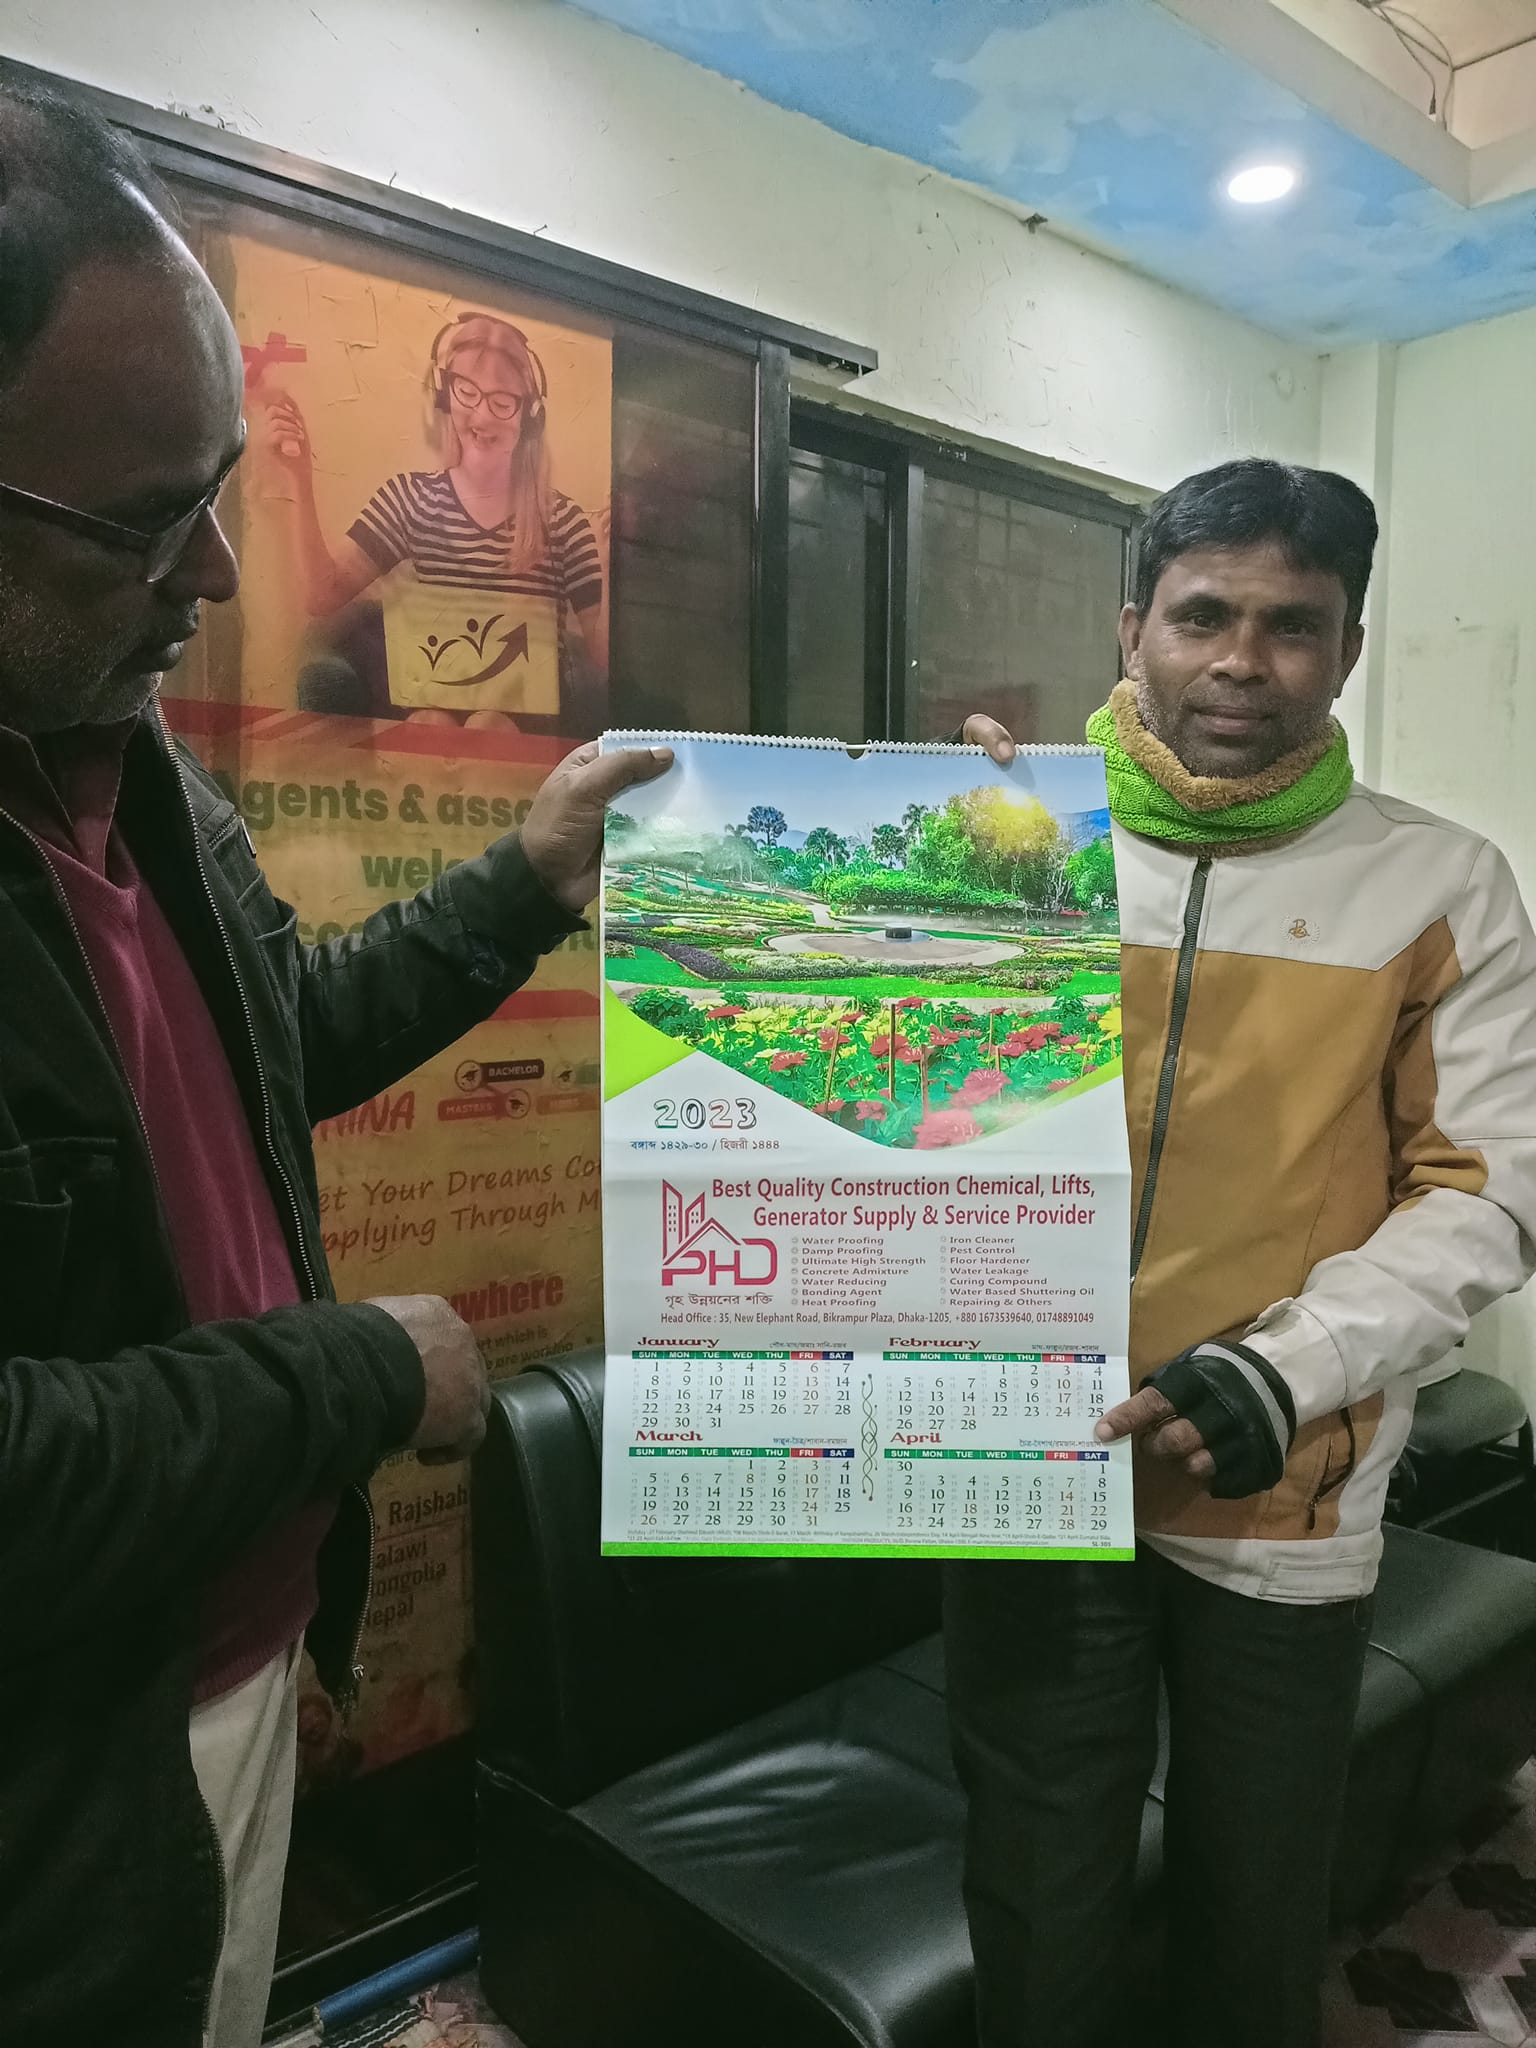 Agents & asso
BACHELOR
MASTERS
Your Dreams
Through
where
Rajshah
ongolia
2023
বঙ্গাব্দ ১৪২৯-৩০ / হিজরী ১৪৪৪
Best Quality Construction Chemical, Lifts,
Generator Supply & Service Provider
PHD
গৃহ উন্নয়নের শক্তি
Water Proofing
Damp Proofing
Ultimate High Strength
Concrete Admixture
Water Reducing
Bonding Agent
Heat Proofing
Iron Cleaner
Pest Control
Floor Hardener
Water Leakage
Curing Compound
Water Based Shuttering Oil
Repairing & Others
Head Office : 35, New Elephant Road, Bikrampur Plaza, Dhaka-1205, +880 1673539640, 01748891049
January
SUN MON TUE WED THU FRI SAT
1 2 3 4 5 6 7
8 9 10 11 12 13 14
15 16 17 18 19 20 21
22 23 24 25 26 27 28
29 30 31
February
SUN MON TUE WED THU FRI SAT
1 2 3 4
5 6 7 8 9 10 11
12 13 14 15 16 17 18
19 20 21 22 23 24 25
26 27 28
March
SUN MON TUE WED THU FRI SAT
1 2 3 4
5 6 7 8 9 10 11
12 13 14 15 16 17 18
19 20 21 22 23 24 25
26 27 28 29 30 31
April
SUN MON TUE WED THU FRI SAT
30 1
2 3 4 5 6 7 8
9 10 11 12 13 14 15
16 17 18 19 20 21 22
23 24 25 26 27 28 29
SL-305